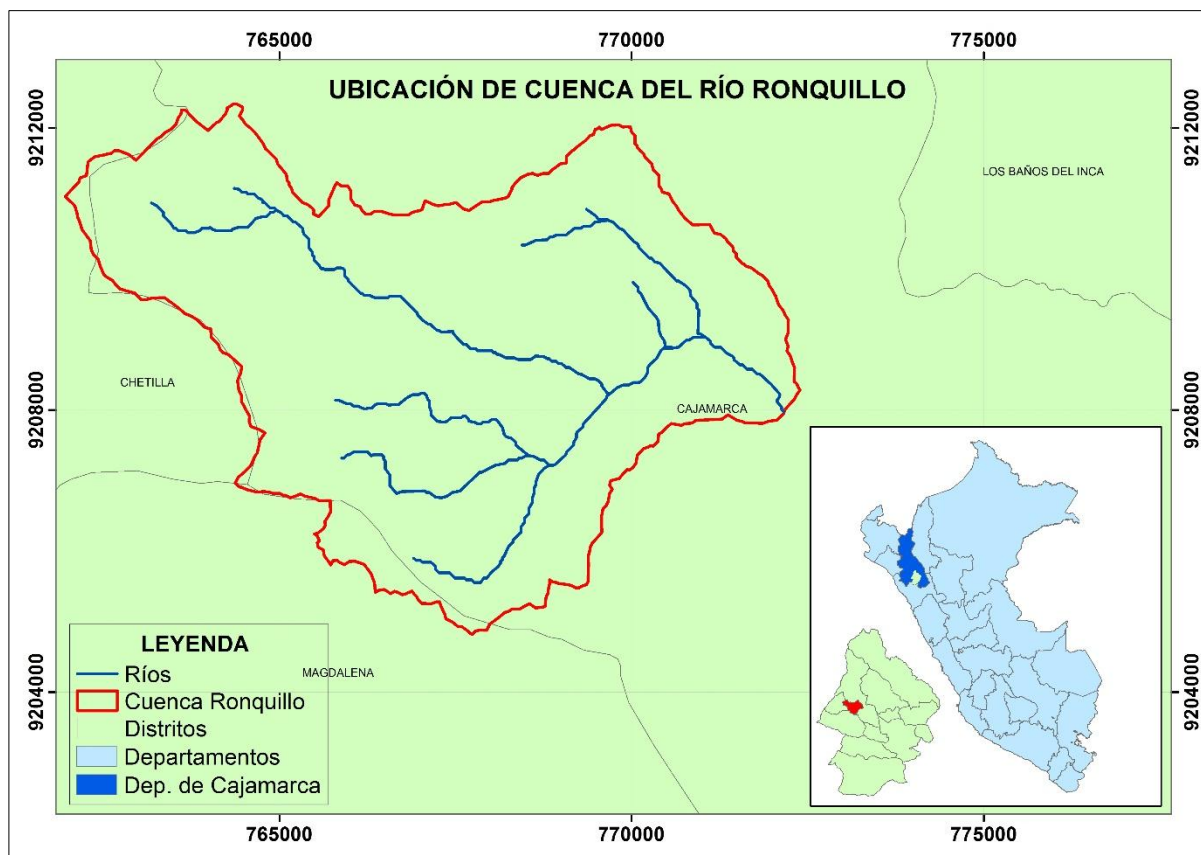 765000
770000
775000
UBICACIÓN DE CUENCA DEL RÍO RONQUILLO
9212000
9212000
LOS BAÑOS DEL INCA
CHETILLA
CAJAMARCA
9208000
9208000
LEYENDA
Ríos
Cuenca Ronquillo
Distritos
Departamentos
Dep. de Cajamarca
MAGDALENA
9204000
9204000
765000
770000
775000